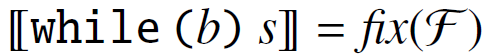 ⟦while (b) s⟧ = fix(ℱ)